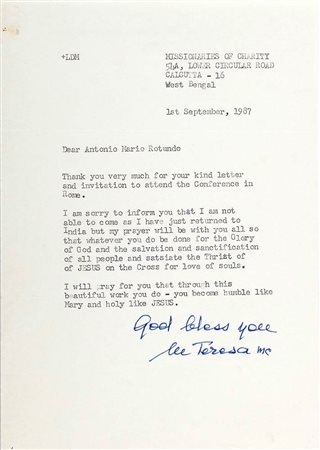 +LDM
MISSIONARIES OF CHARITY
54A, LOWER CIRCULAR ROAD
CALCUTTA - 16
West Bengal
1st September, 1987
Dear Antonio Mario Rotundo
Thank you very much for your kind letter
and invitation to attend the Conference in
Rome.
I am sorry to inform you that I am not
able to come as I have just returned to
India but my prayer will be with you all so
that whatever you do be done for the Glory
of God and the salvation and sanctification
of all people and satsiate the Thrist of
of JESUS on the Cross for love of souls.
I will pray for you that through this
beautiful work you do - you become humble like
Mary and holy like JESUS.
God bless you
M Teresa mc